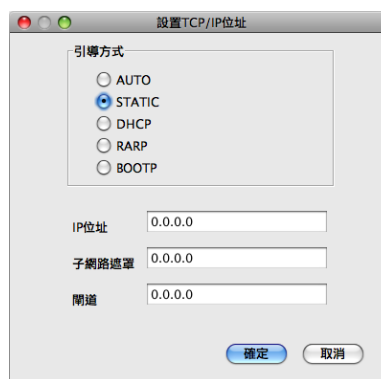 設置TCP/IP位址
引導方式
AUTO
STATIC
DHCP
RARP
BOOTP
IP位址 0.0.0.0
子網路遮罩 0.0.0.0
閘道 0.0.0.0
確定 取消